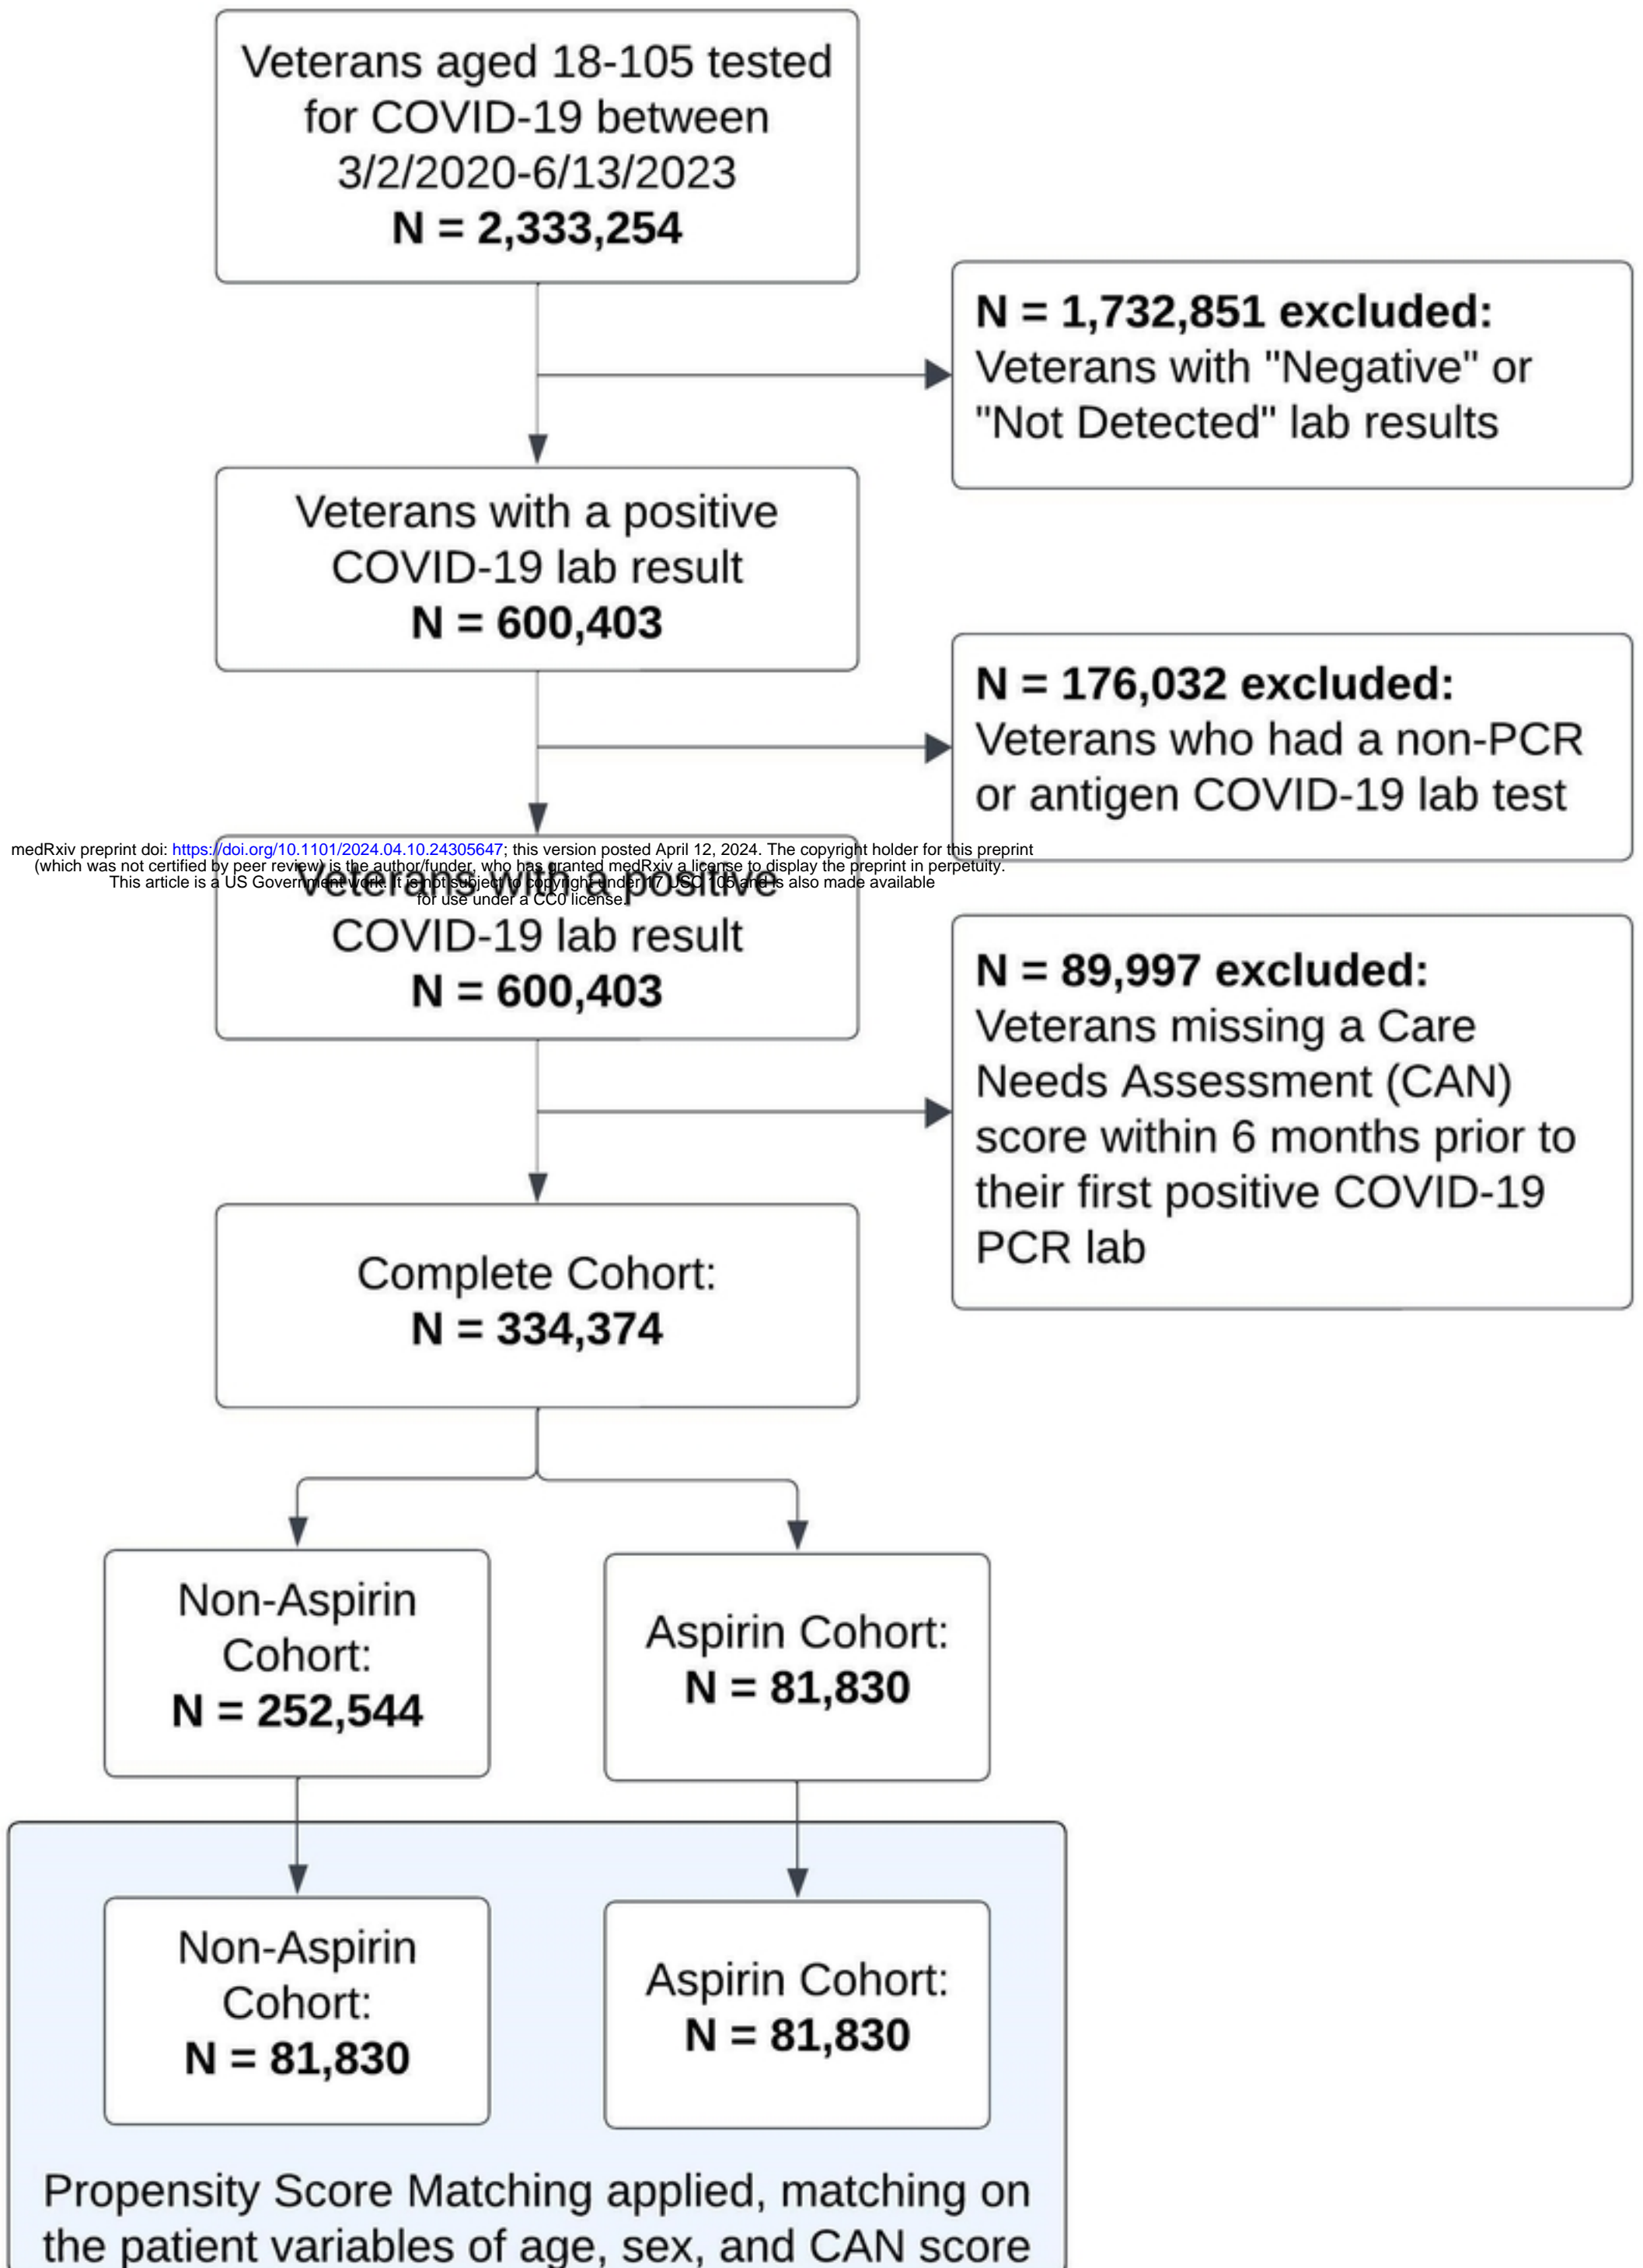 Veterans aged 18-105 tested
for COVID-19 between
3/2/2020-6/13/2023
N = 2,333,254
N = 1,732,851 excluded:
Veterans with "Negative" or
"Not Detected" lab results
Veterans with a positive
COVID-19 lab result
N = 600,403
N = 176,032 excluded:
Veterans who had a non-PCR
or antigen COVID-19 lab test
medRxiv preprint doi: https://doi.org/10.1101/2024.04.10.24305647; this version posted April 12, 2024. The copyright holder for this preprint
(which was not certified by peer review) is the author/funder, who has granted medRxiv a license to display the preprint in perpetuity.
This article is a US Government work. It is not subject to copyright under 17 USC 105 and is also made available
for use under a CC0 license.
Veterans with a positive
COVID-19 lab result
N = 600,403
N = 89,997 excluded:
Veterans missing a Care
Needs Assessment (CAN)
score within 6 months prior to
their first positive COVID-19
PCR lab
Complete Cohort:
N = 334,374
Non-Aspirin
Cohort:
N = 252,544
Aspirin Cohort:
N = 81,830
Non-Aspirin
Cohort:
N = 81,830
Aspirin Cohort:
N = 81,830
Propensity Score Matching applied, matching on
the patient variables of age, sex, and CAN score